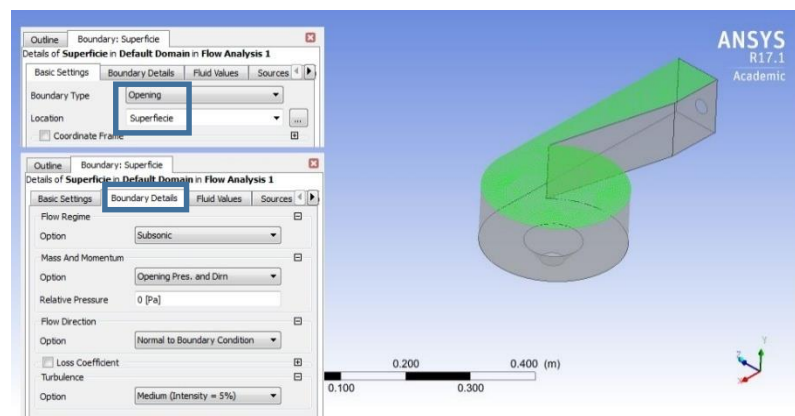 Outline Boundary: Superficie
Details of Superficie in Default Domain in Flow Analysis 1
Basic Settings Boundary Details Fluid Values Sources
Boundary Type Opening
Location Superfiecie ...
Coordinate Frame
Outline Boundary: Superficie
Details of Superficie in Default Domain in Flow Analysis 1
Basic Settings Boundary Details Fluid Values Sources
Flow Regime
Option Subsonic
Mass And Momentum
Option Opening Pres. and Dirn
Relative Pressure 0 [Pa]
Flow Direction
Option Normal to Boundary Condition
Loss Coefficient
Turbulence
Option Medium (Intensity = 5%)
ANSYS
R17.1
Academic
0.200 0.400 (m)
0.100 0.300
Y
Z
X